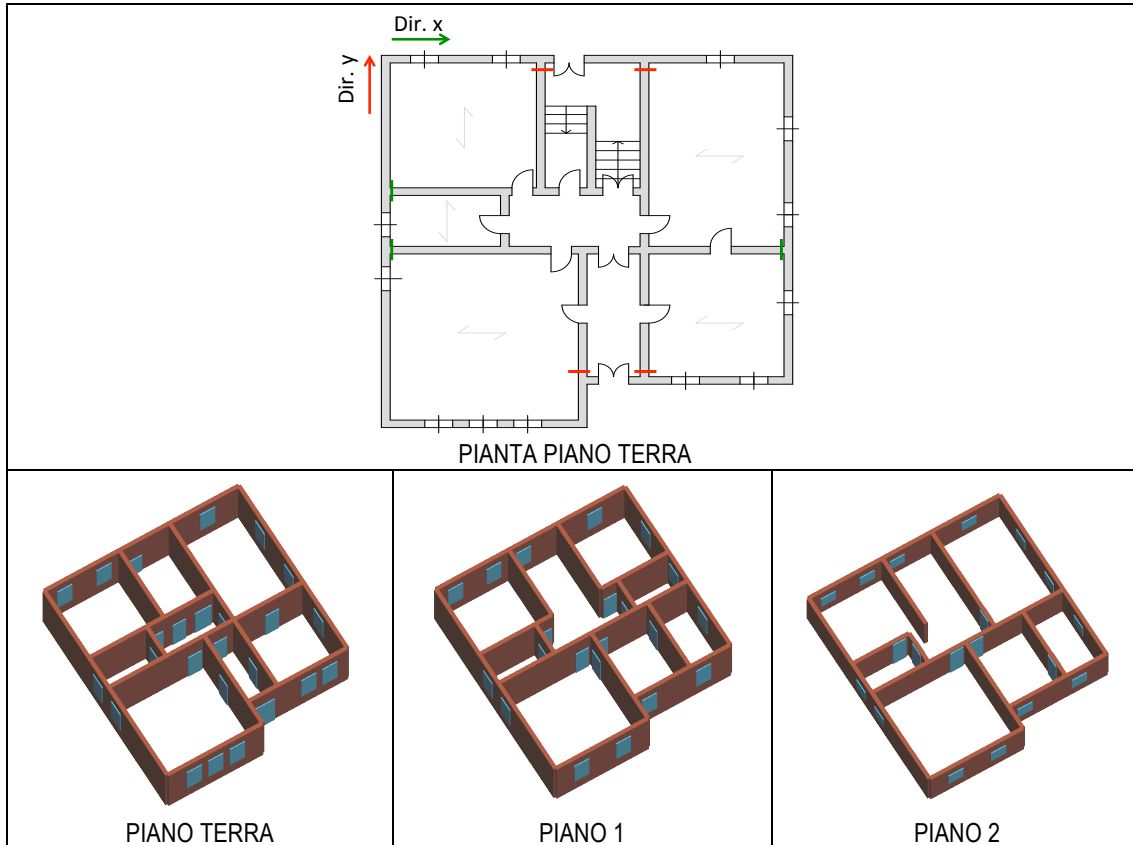 Dir. x
Dir. y
PIANTA PIANO TERRA
PIANO TERRA
PIANO 1
PIANO 2